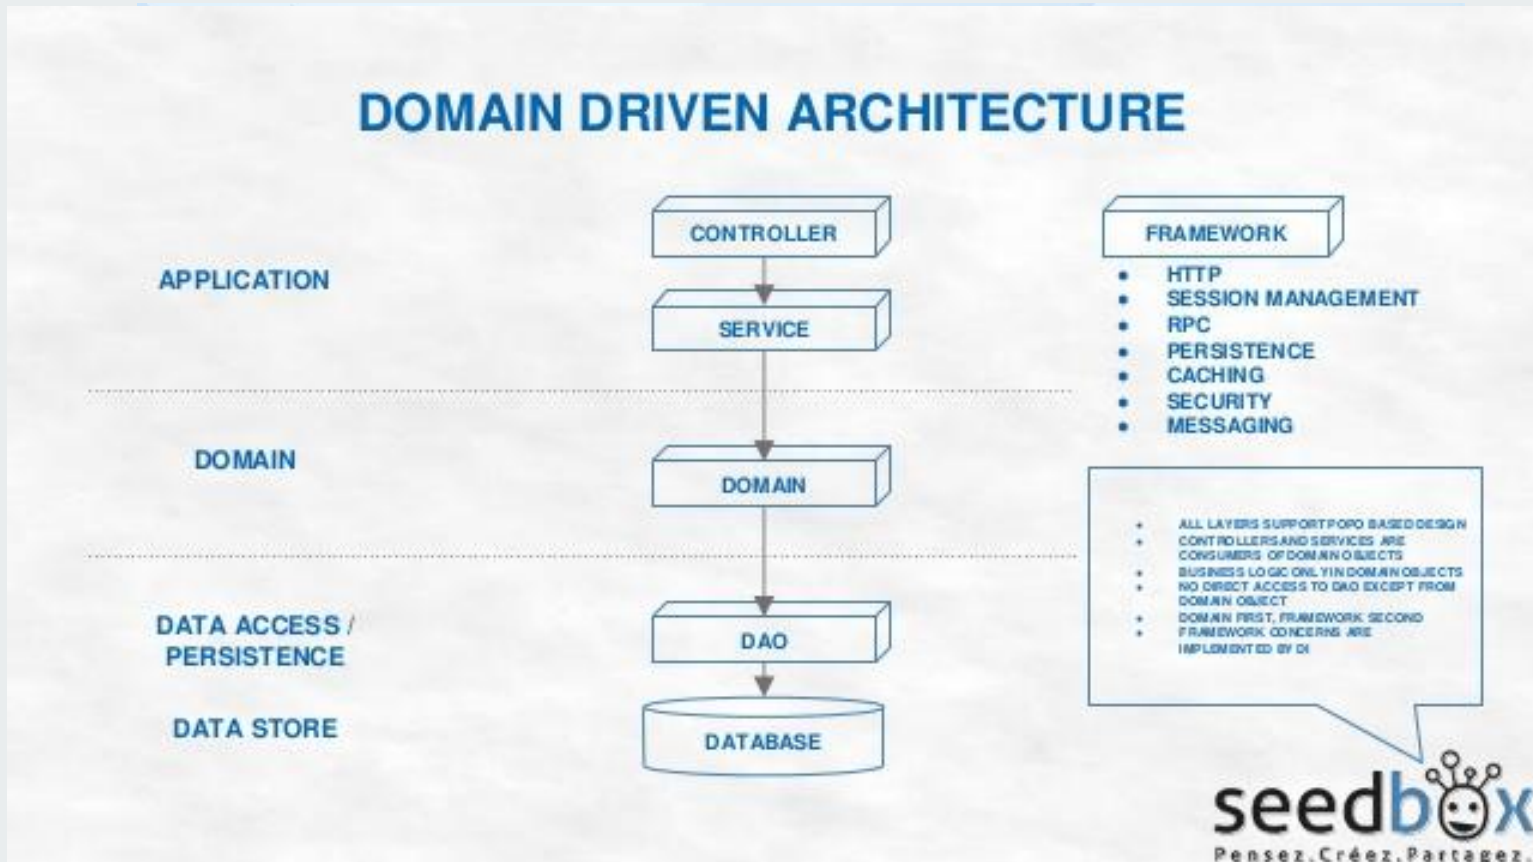 DOMAIN DRIVEN ARCHITECTURE
APPLICATION
CONTROLLER
SERVICE
DOMAIN
DOMAIN
DATA ACCESS /
PERSISTENCE
DAO
DATA STORE
DATABASE
FRAMEWORK
• HTTP
• SESSION MANAGEMENT
• RPC
• PERSISTENCE
• CACHING
• SECURITY
• MESSAGING
• ALL LAYERS SUPPORT POPO BASED DESIGN
• CONTROLLERS AND SERVICES ARE
CONSUMERS OF DOMAIN OBJECTS
• BUSINESS LOGIC ONLY IN DOMAIN OBJECTS
• NO DIRECT ACCESS TO DAO EXCEPT FROM
DOMAIN OBJECT
• DOMAIN FIRST, FRAMEWORK SECOND
• FRAMEWORK CONCERNS ARE
IMPLEMENTED BY DI
seedbox
Pensez.Créez.Partagez